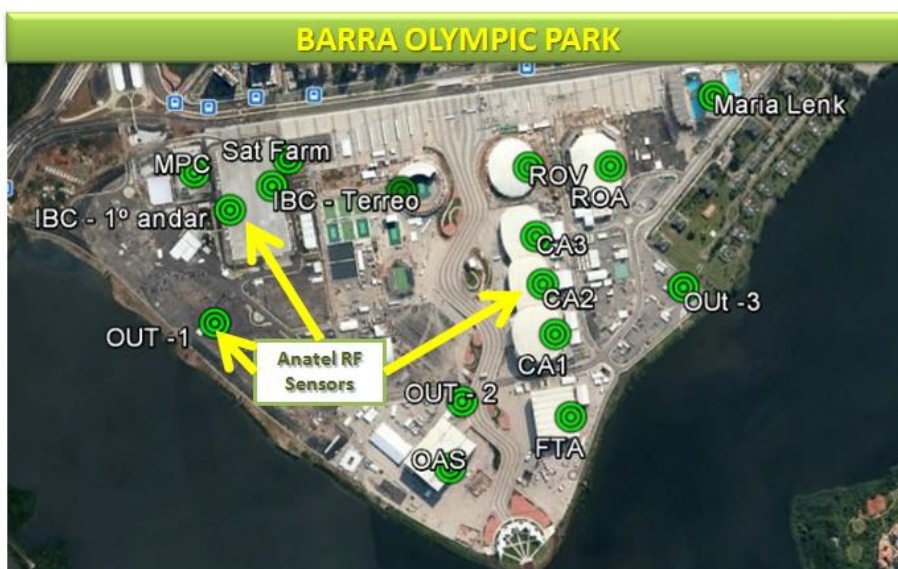 BARRA OLYMPIC PARK
Maria Lenk
MPC
Sat Farm
ROV
ROA
IBC - Terreo
IBC - 1º andar
CA3
CA2
OUt -3
OUT -1
CA1
Anatel RF
Sensors
OUT - 2
FTA
OAS